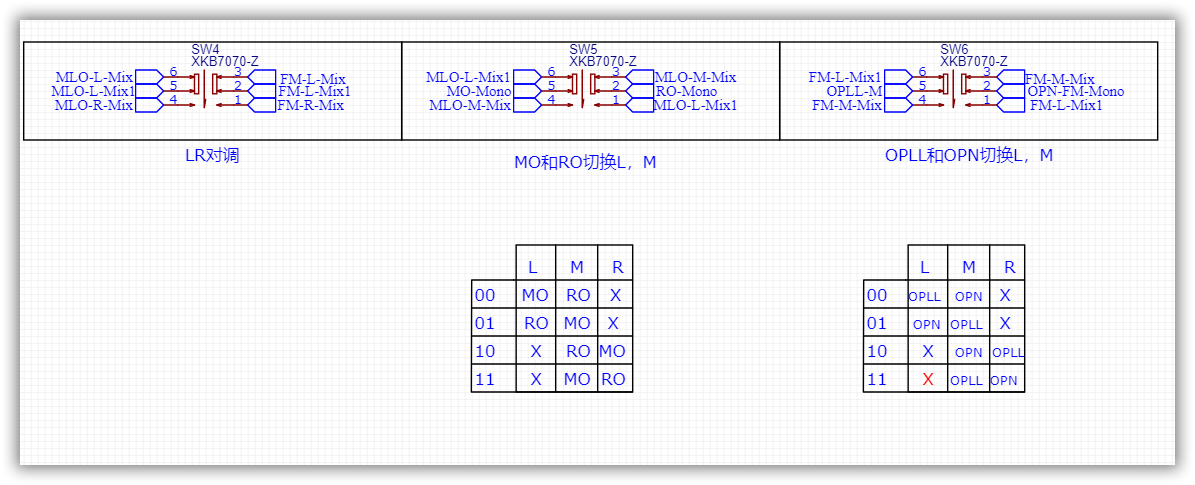 SW4
XKB7070-Z
MLO-L-Mix 6 3 FM-L-Mix
MLO-L-Mix1 5 2 FM-L-Mix1
MLO-R-Mix 4 1 FM-R-Mix
LR对调
SW5
XKB7070-Z
MLO-L-Mix1 6 3 MLO-M-Mix
MO-Mono 5 2 RO-Mono
MLO-M-Mix 4 1 MLO-L-Mix1
MO和RO切换L，M
SW6
XKB7070-Z
FM-L-Mix1 6 3 FM-M-Mix
OPLL-M 5 2 OPN-FM-Mono
FM-M-Mix 4 1 FM-L-Mix1
OPLL和OPN切换L，M
L M R
00 MO RO X
01 RO MO X
10 X RO MO
11 X MO RO
L M R
00 OPLL OPN X
01 OPN OPLL X
10 X OPN OPLL
11 X OPLL OPN